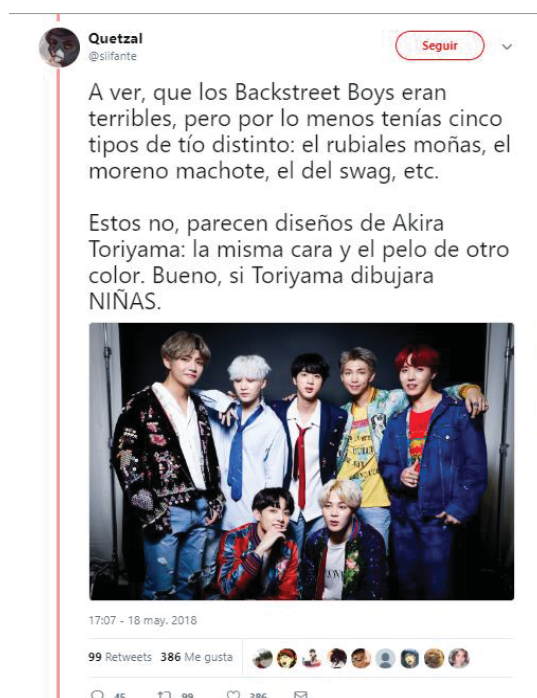 Quetzal
@siifante
Seguir
A ver, que los Backstreet Boys eran
terribles, pero por lo menos tenías cinco
tipos de tío distinto: el rubiales moñas, el
moreno machote, el del swag, etc.
Estos no, parecen diseños de Akira
Toriyama: la misma cara y el pelo de otro
color. Bueno, si Toriyama dibujara
NIÑAS.
17:07 - 18 may. 2018
99 Retweets 386 Me gusta
45 99 386